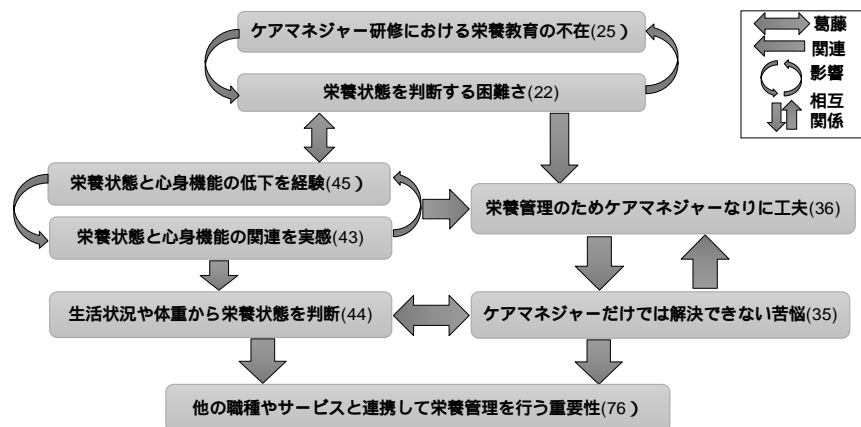 ケアマネジャー研修における栄養教育の不在(25）
栄養状態を判断する困難さ(22)
栄養状態と心身機能の低下を経験(45）
栄養状態と心身機能の関連を実感(43)
栄養管理のためケアマネジャーなりに工夫(36)
生活状況や体重から栄養状態を判断(44)
ケアマネジャーだけでは解決できない苦悩(35)
他の職種やサービスと連携して栄養管理を行う重要性(76）
葛藤
関連
影響
相互
関係